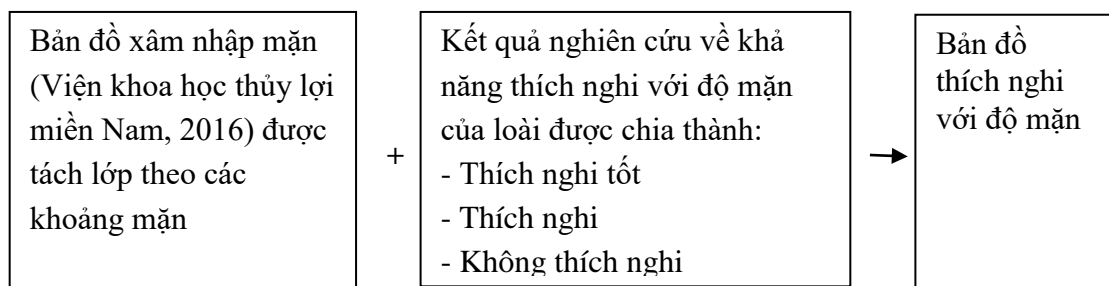 Bản đồ xâm nhập mặn
(Viện khoa học thủy lợi
miền Nam, 2016) được
tách lớp theo các
khoảng mặn
+
Kết quả nghiên cứu về khả
năng thích nghi với độ mặn
của loài được chia thành:
- Thích nghi tốt
- Thích nghi
- Không thích nghi
Bản đồ
thích nghi
với độ mặn